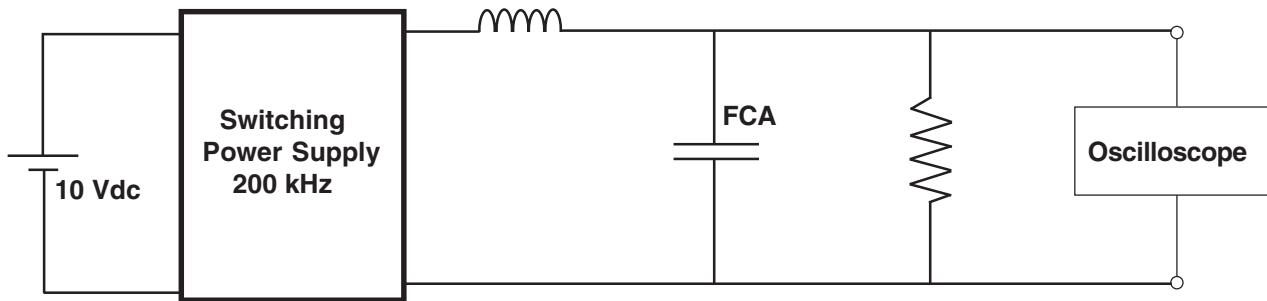 Switching
Power Supply
200 kHz
10 Vdc
FCA
Oscilloscope